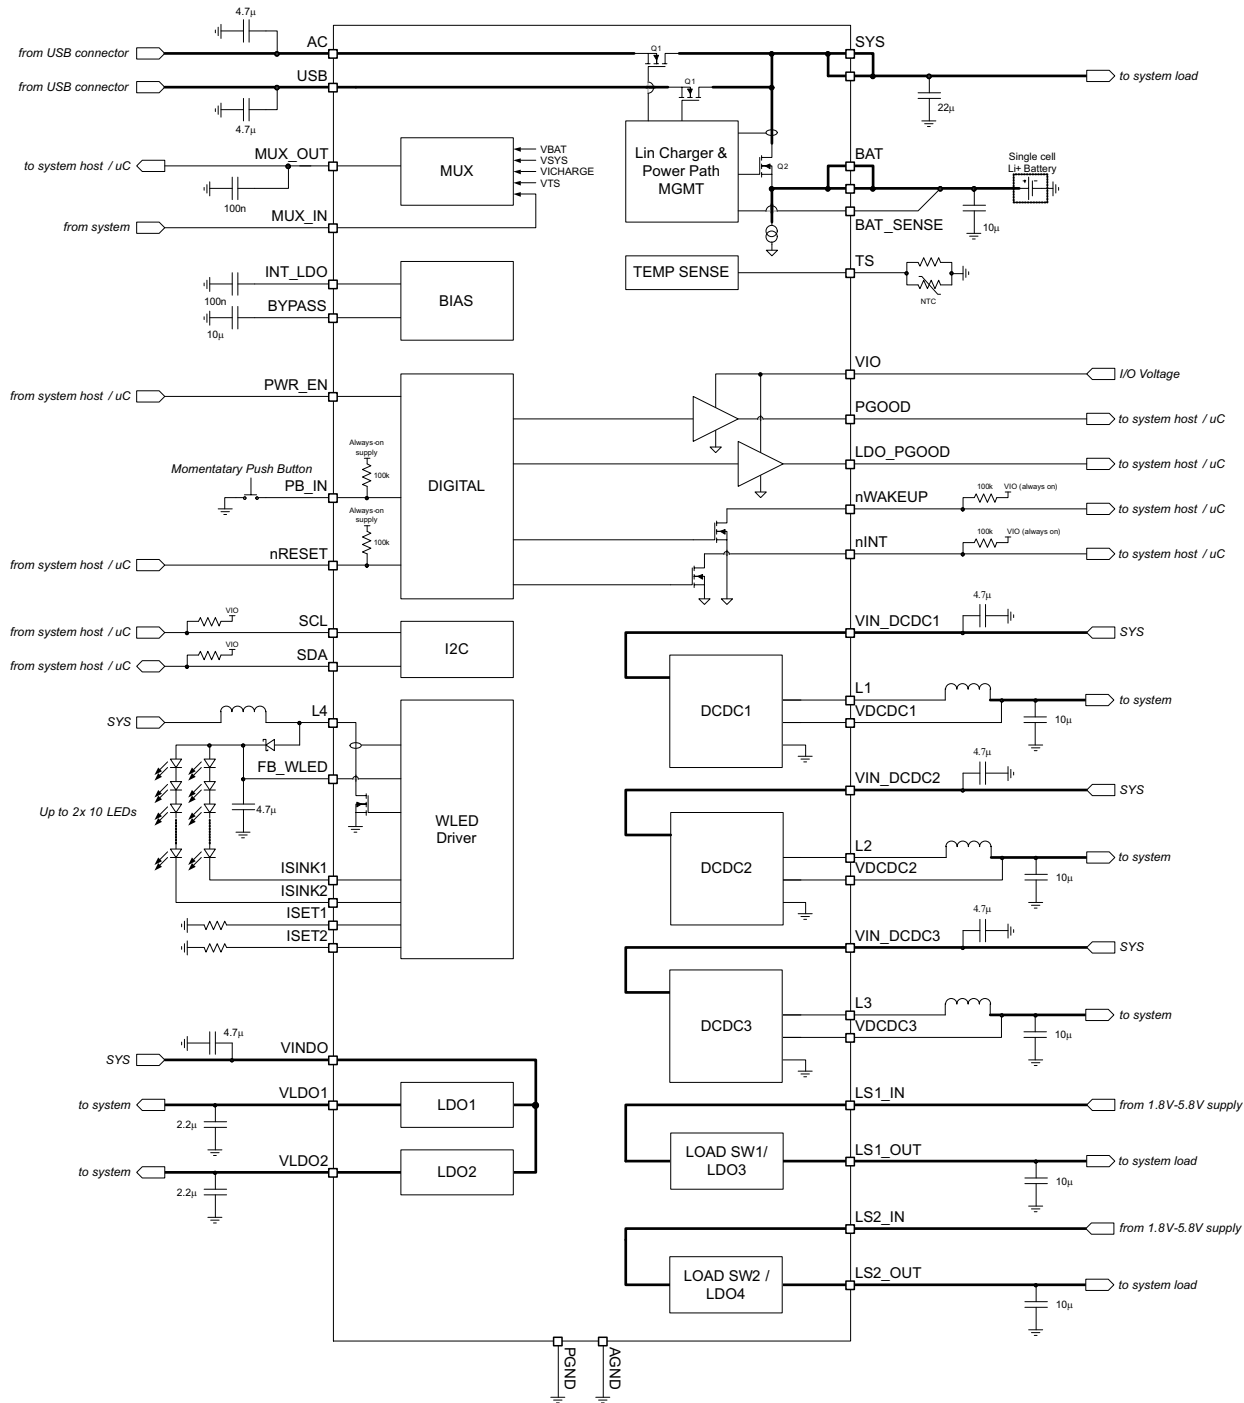 4.7µ
from USB connector
AC
Q1
SYS
to system load
from USB connector
USB
Q1
4.7µ
22µ
to system host / uC
MUX_OUT
100n
MUX
VBAT
VSYS
VICHARGE
VTS
from system
MUX_IN
Lin Charger &
Power Path
MGMT
Q2
BAT
Single cell
Li+ Battery
BAT_SENSE
10µ
INT_LDO
100n
BYPASS
10µ
BIAS
TEMP SENSE
TS
NTC
from system host / uC
PWR_EN
VIO
I/O Voltage
PGOOD
to system host / uC
LDO_PGOOD
to system host / uC
Always-on
supply
100k
Momentatary Push Button
PB_IN
DIGITAL
Always-on
supply
100k
from system host / uC
nRESET
nWAKEUP
100k
VIO (always on)
to system host / uC
nINT
100k
VIO (always on)
to system host / uC
VIO
from system host / uC
SCL
VIO
from system host / uC
SDA
I2C
VIN_DCDC1
4.7µ
SYS
DCDC1
L1
VDCDC1
to system
10µ
SYS
L4
FB_WLED
4.7µ
Up to 2x 10 LEDs
WLED
Driver
ISINK1
ISINK2
ISET1
ISET2
VIN_DCDC2
4.7µ
SYS
DCDC2
L2
VDCDC2
to system
10µ
VIN_DCDC3
4.7µ
SYS
DCDC3
L3
VDCDC3
to system
10µ
4.7µ
SYS
VINDO
to system
VLDO1
2.2µ
LDO1
to system
VLDO2
2.2µ
LDO2
LS1_IN
from 1.8V-5.8V supply
LOAD SW1/
LDO3
LS1_OUT
to system load
10µ
LS2_IN
from 1.8V-5.8V supply
LOAD SW2 /
LDO4
LS2_OUT
to system load
10µ
PGND
AGND